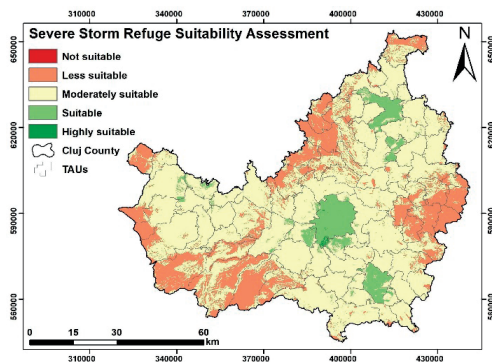 310000 340000 370000 400000 430000
Severe Storm Refuge Suitability Assessment
Not suitable
Less suitable
Moderately suitable
Suitable
Highly suitable
Cluj County
TAUs
N
650000 650000
620000 620000
590000 590000
560000 560000
0 15 30 60
km
310000 340000 370000 400000 430000